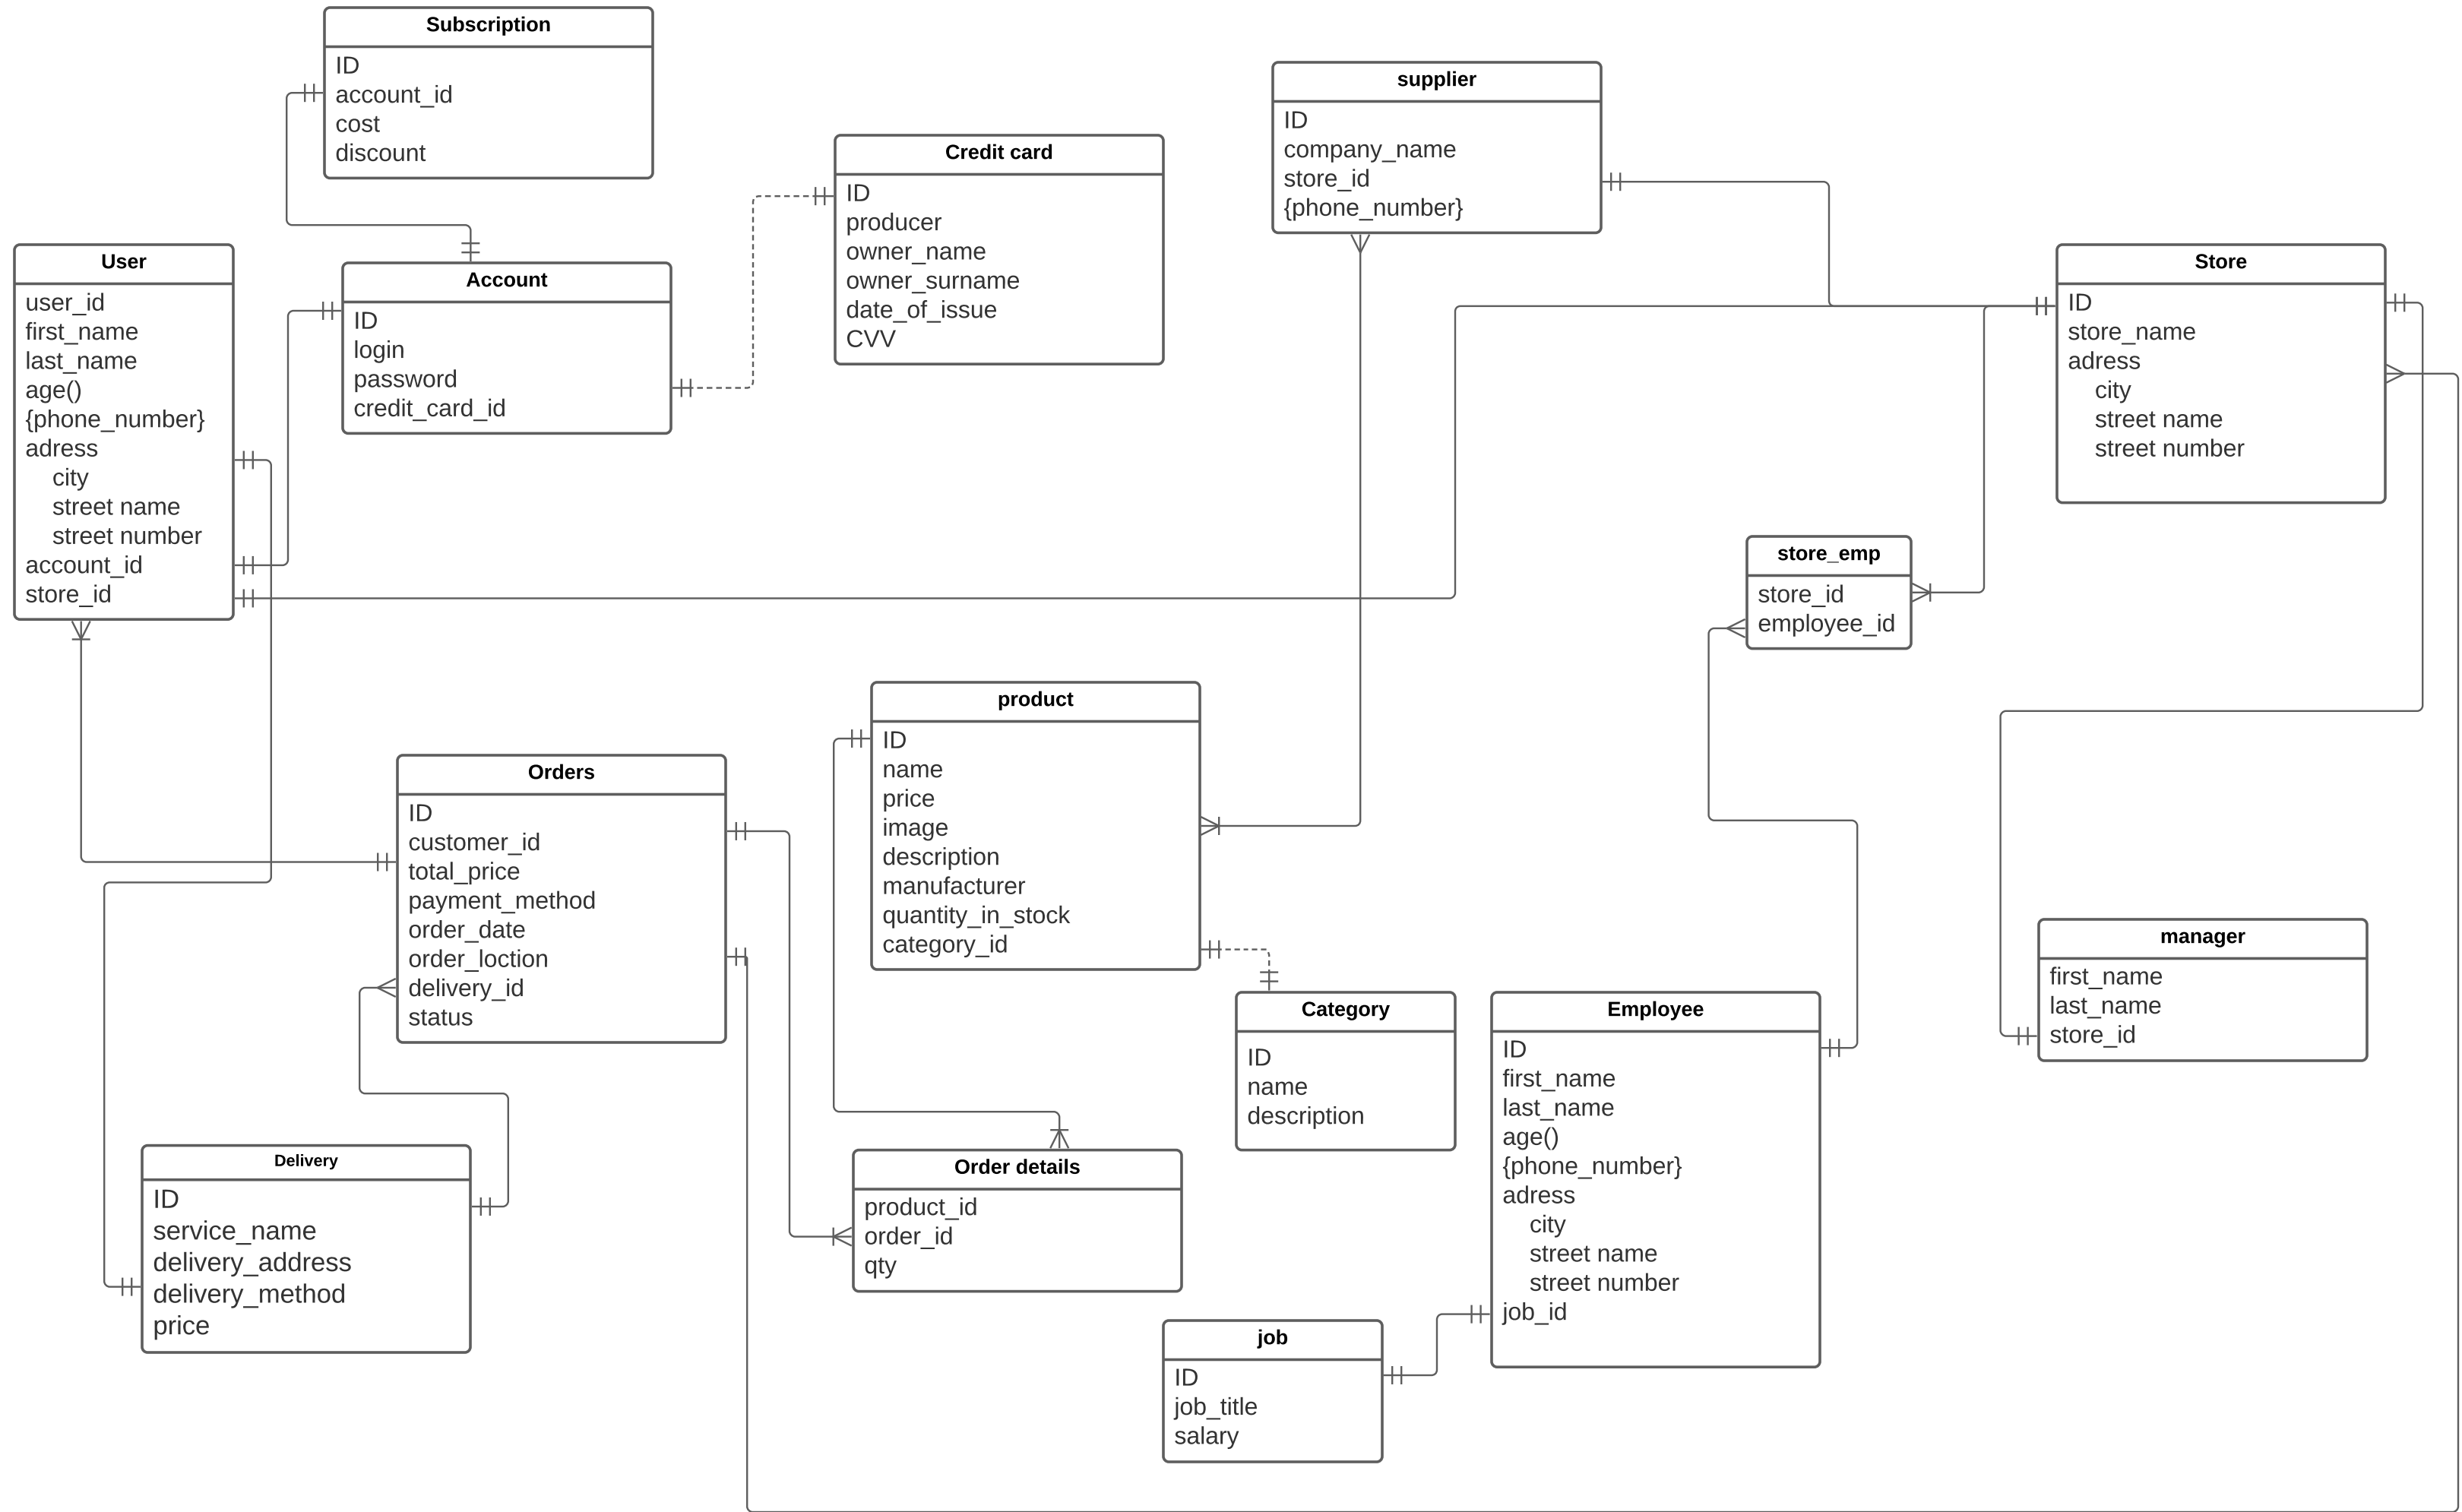 Subscription
ID
account_id
cost
discount
supplier
ID
company_name
store_id
{phone_number}
Credit card
ID
producer
owner_name
owner_surname
date_of_issue
CVV
User
user_id
first_name
last_name
age()
{phone_number}
adress
city
street name
street number
account_id
store_id
Account
ID
login
password
credit_card_id
Store
ID
store_name
adress
city
street name
street number
store_emp
store_id
employee_id
product
ID
name
price
image
description
manufacturer
quantity_in_stock
category_id
Orders
ID
customer_id
total_price
payment_method
order_date
order_loction
delivery_id
status
manager
first_name
last_name
store_id
Category
ID
name
description
Employee
ID
first_name
last_name
age()
{phone_number}
adress
city
street name
street number
job_id
Delivery
ID
service_name
delivery_address
delivery_method
price
Order details
product_id
order_id
qty
job
ID
job_title
salary